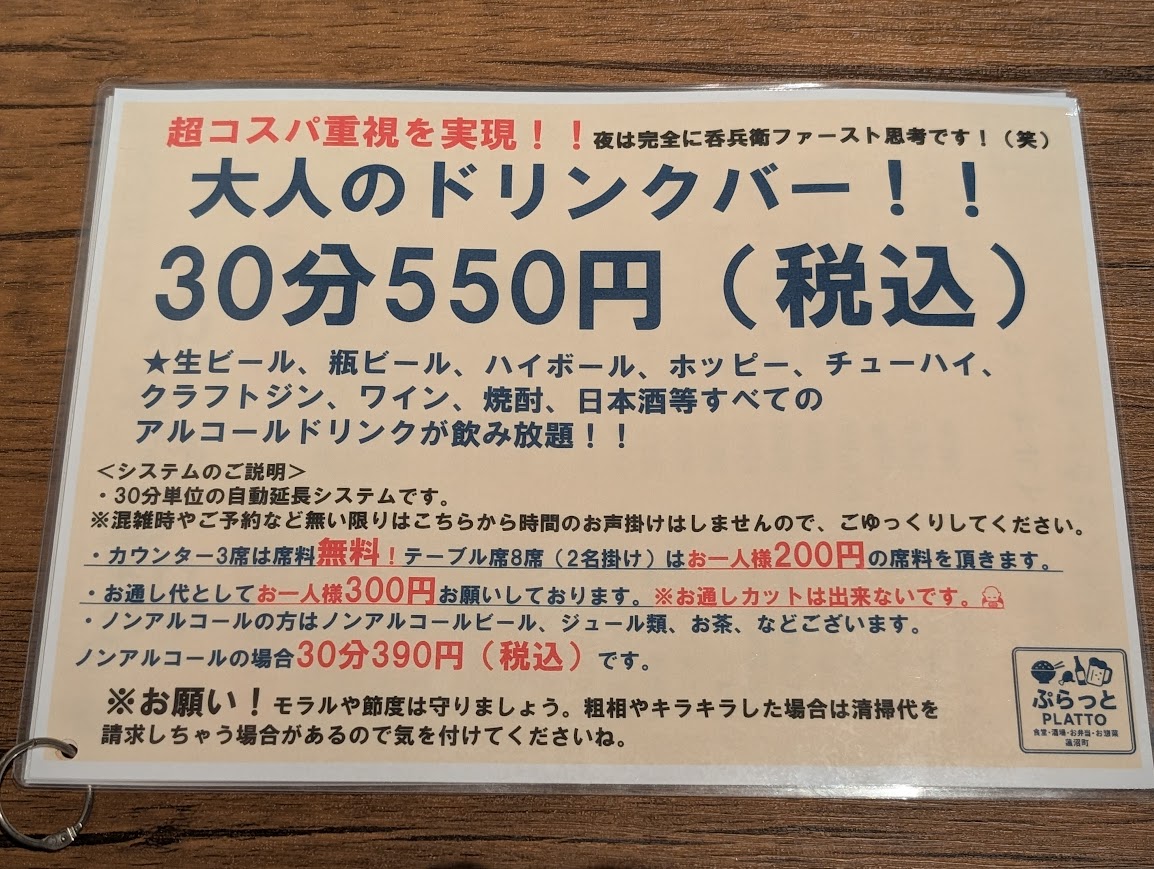 超コスパ重視を実現！！夜は完全に呑兵衛ファースト思考です！（笑）
大人のドリンクバー！！
30分550円（税込）
★生ビール、瓶ビール、ハイボール、ホッピー、チューハイ、
クラフトジン、ワイン、焼酎、日本酒等すべての
アルコールドリンクが飲み放題！！
＜システムのご説明＞
・30分単位の自動延長システムです。
※混雑時やご予約など無い限りはこちらから時間のお声掛けはしませんので、ごゆっくりしてください。
・カウンター3席は席料無料！テーブル席8席（2名掛け）はお一人様200円の席料を頂きます。
・お通し代としてお一人様300円お願いしております。※お通しカットは出来ないです。
・ノンアルコールの方はノンアルコールビール、ジュール類、お茶、などございます。
ノンアルコールの場合30分390円（税込）です。
※お願い！モラルや節度は守りましょう。粗相やキラキラした場合は清掃代を
請求しちゃう場合があるので気を付けてくださいね。
ぷらっと
PLATTO
食堂・酒場・お弁当・お惣菜
蓮沼町